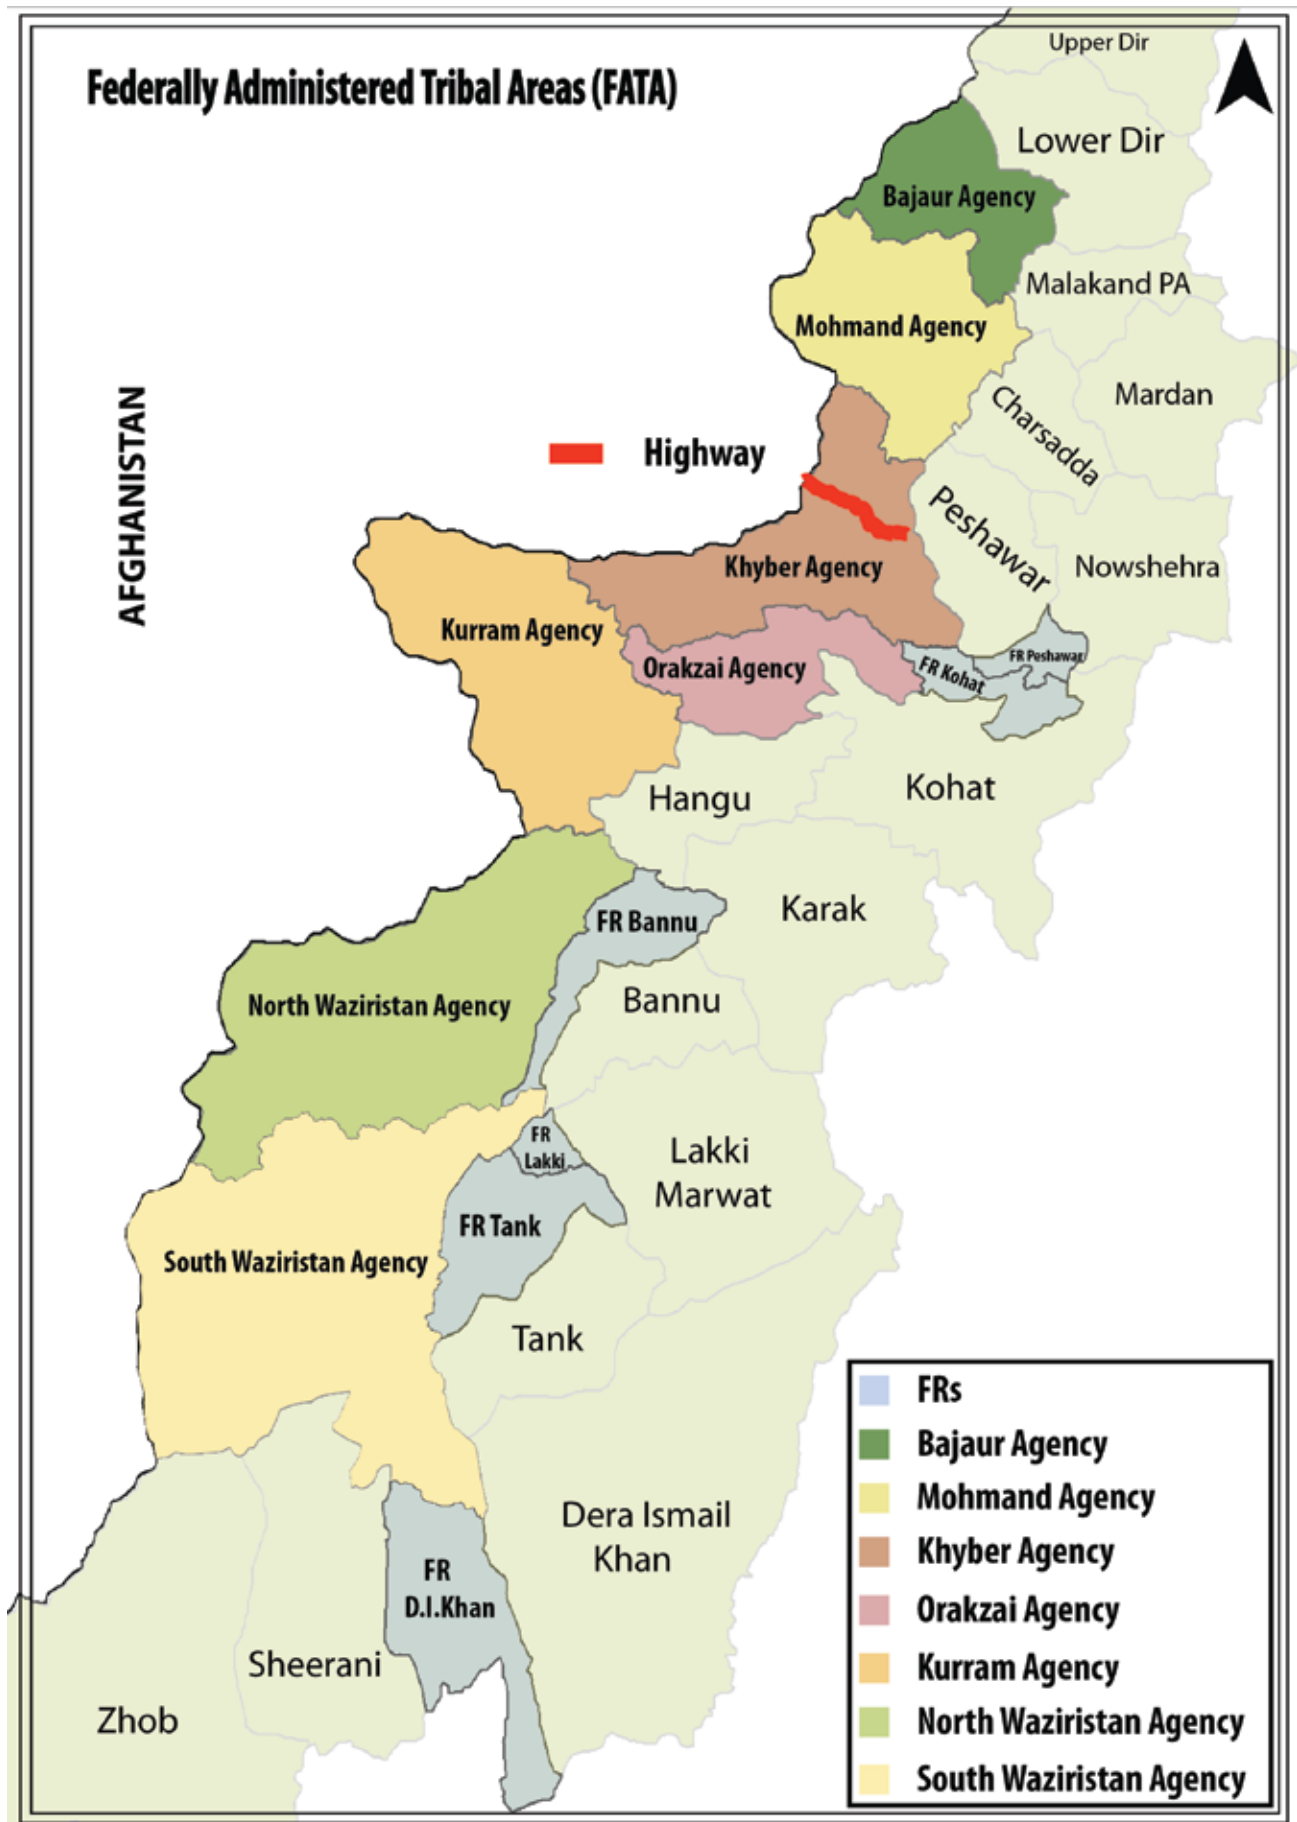 Federally Administered Tribal Areas (FATA)
Upper Dir
Lower Dir
Bajaur Agency
Malakand PA
Mohmand Agency
Mardan
Charsadda
AFGHANISTAN
Highway
Peshawar
Khyber Agency
Nowshehra
Kurram Agency
Orakzai Agency
FR Kohat
FR Peshawar
Hangu
Kohat
Karak
FR Bannu
North Waziristan Agency
Bannu
FR
Lakki
Lakki
Marwat
FR Tank
South Waziristan Agency
Tank
Dera Ismail
Khan
FR
D.I.Khan
Sheerani
Zhob
FRs
Bajaur Agency
Mohmand Agency
Khyber Agency
Orakzai Agency
Kurram Agency
North Waziristan Agency
South Waziristan Agency